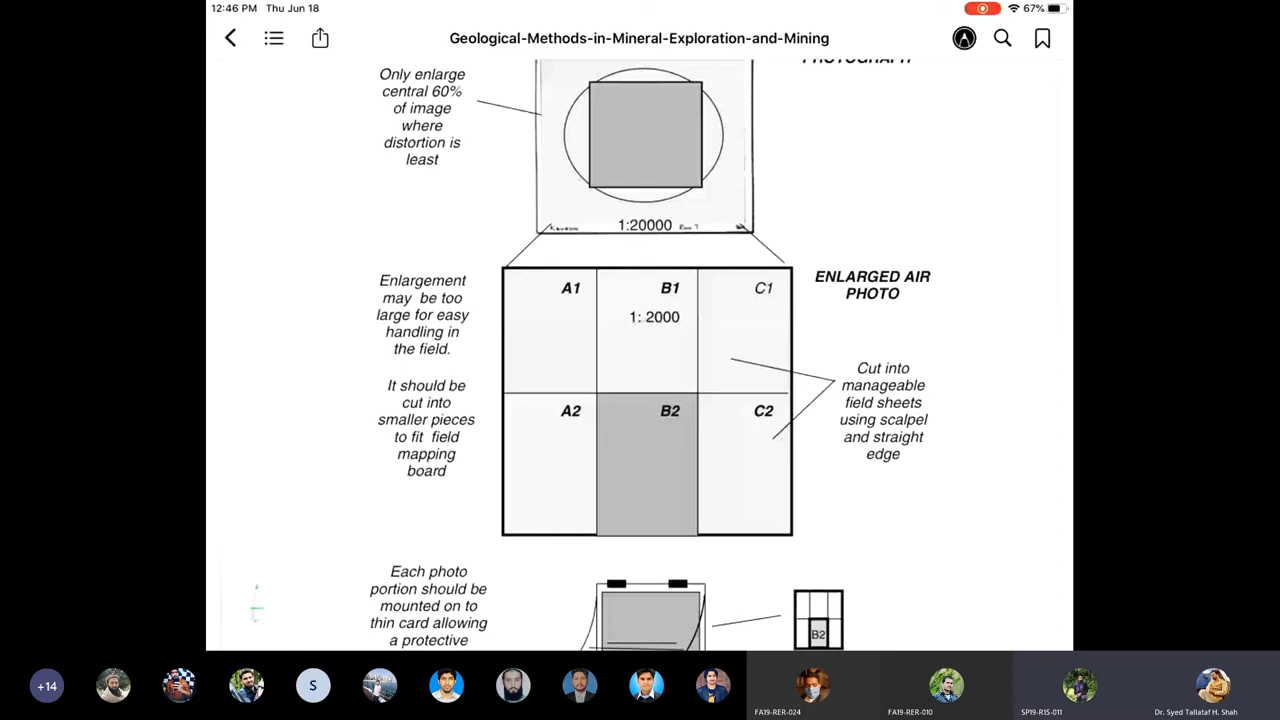 12:46 PM Thu Jun 18
67%
Geological-Methods-in-Mineral-Exploration-and-Mining
PHOTOGRAPH
Only enlarge
central 60%
of image
where
distortion is
least
1:20000
Enlargement
may be too
large for easy
handling in
the field.
It should be
cut into
smaller pieces
to fit field
mapping
board
A1
B1
C1
1: 2000
A2
B2
C2
ENLARGED AIR
PHOTO
Cut into
manageable
field sheets
using scalpel
and straight
edge
Each photo
portion should be
mounted on to
thin card allowing
a protective
B2
+14
S
FA19-RER-024
FA19-RER-010
SP19-R1S-011
Dr. Syed Tallataf H. Shah